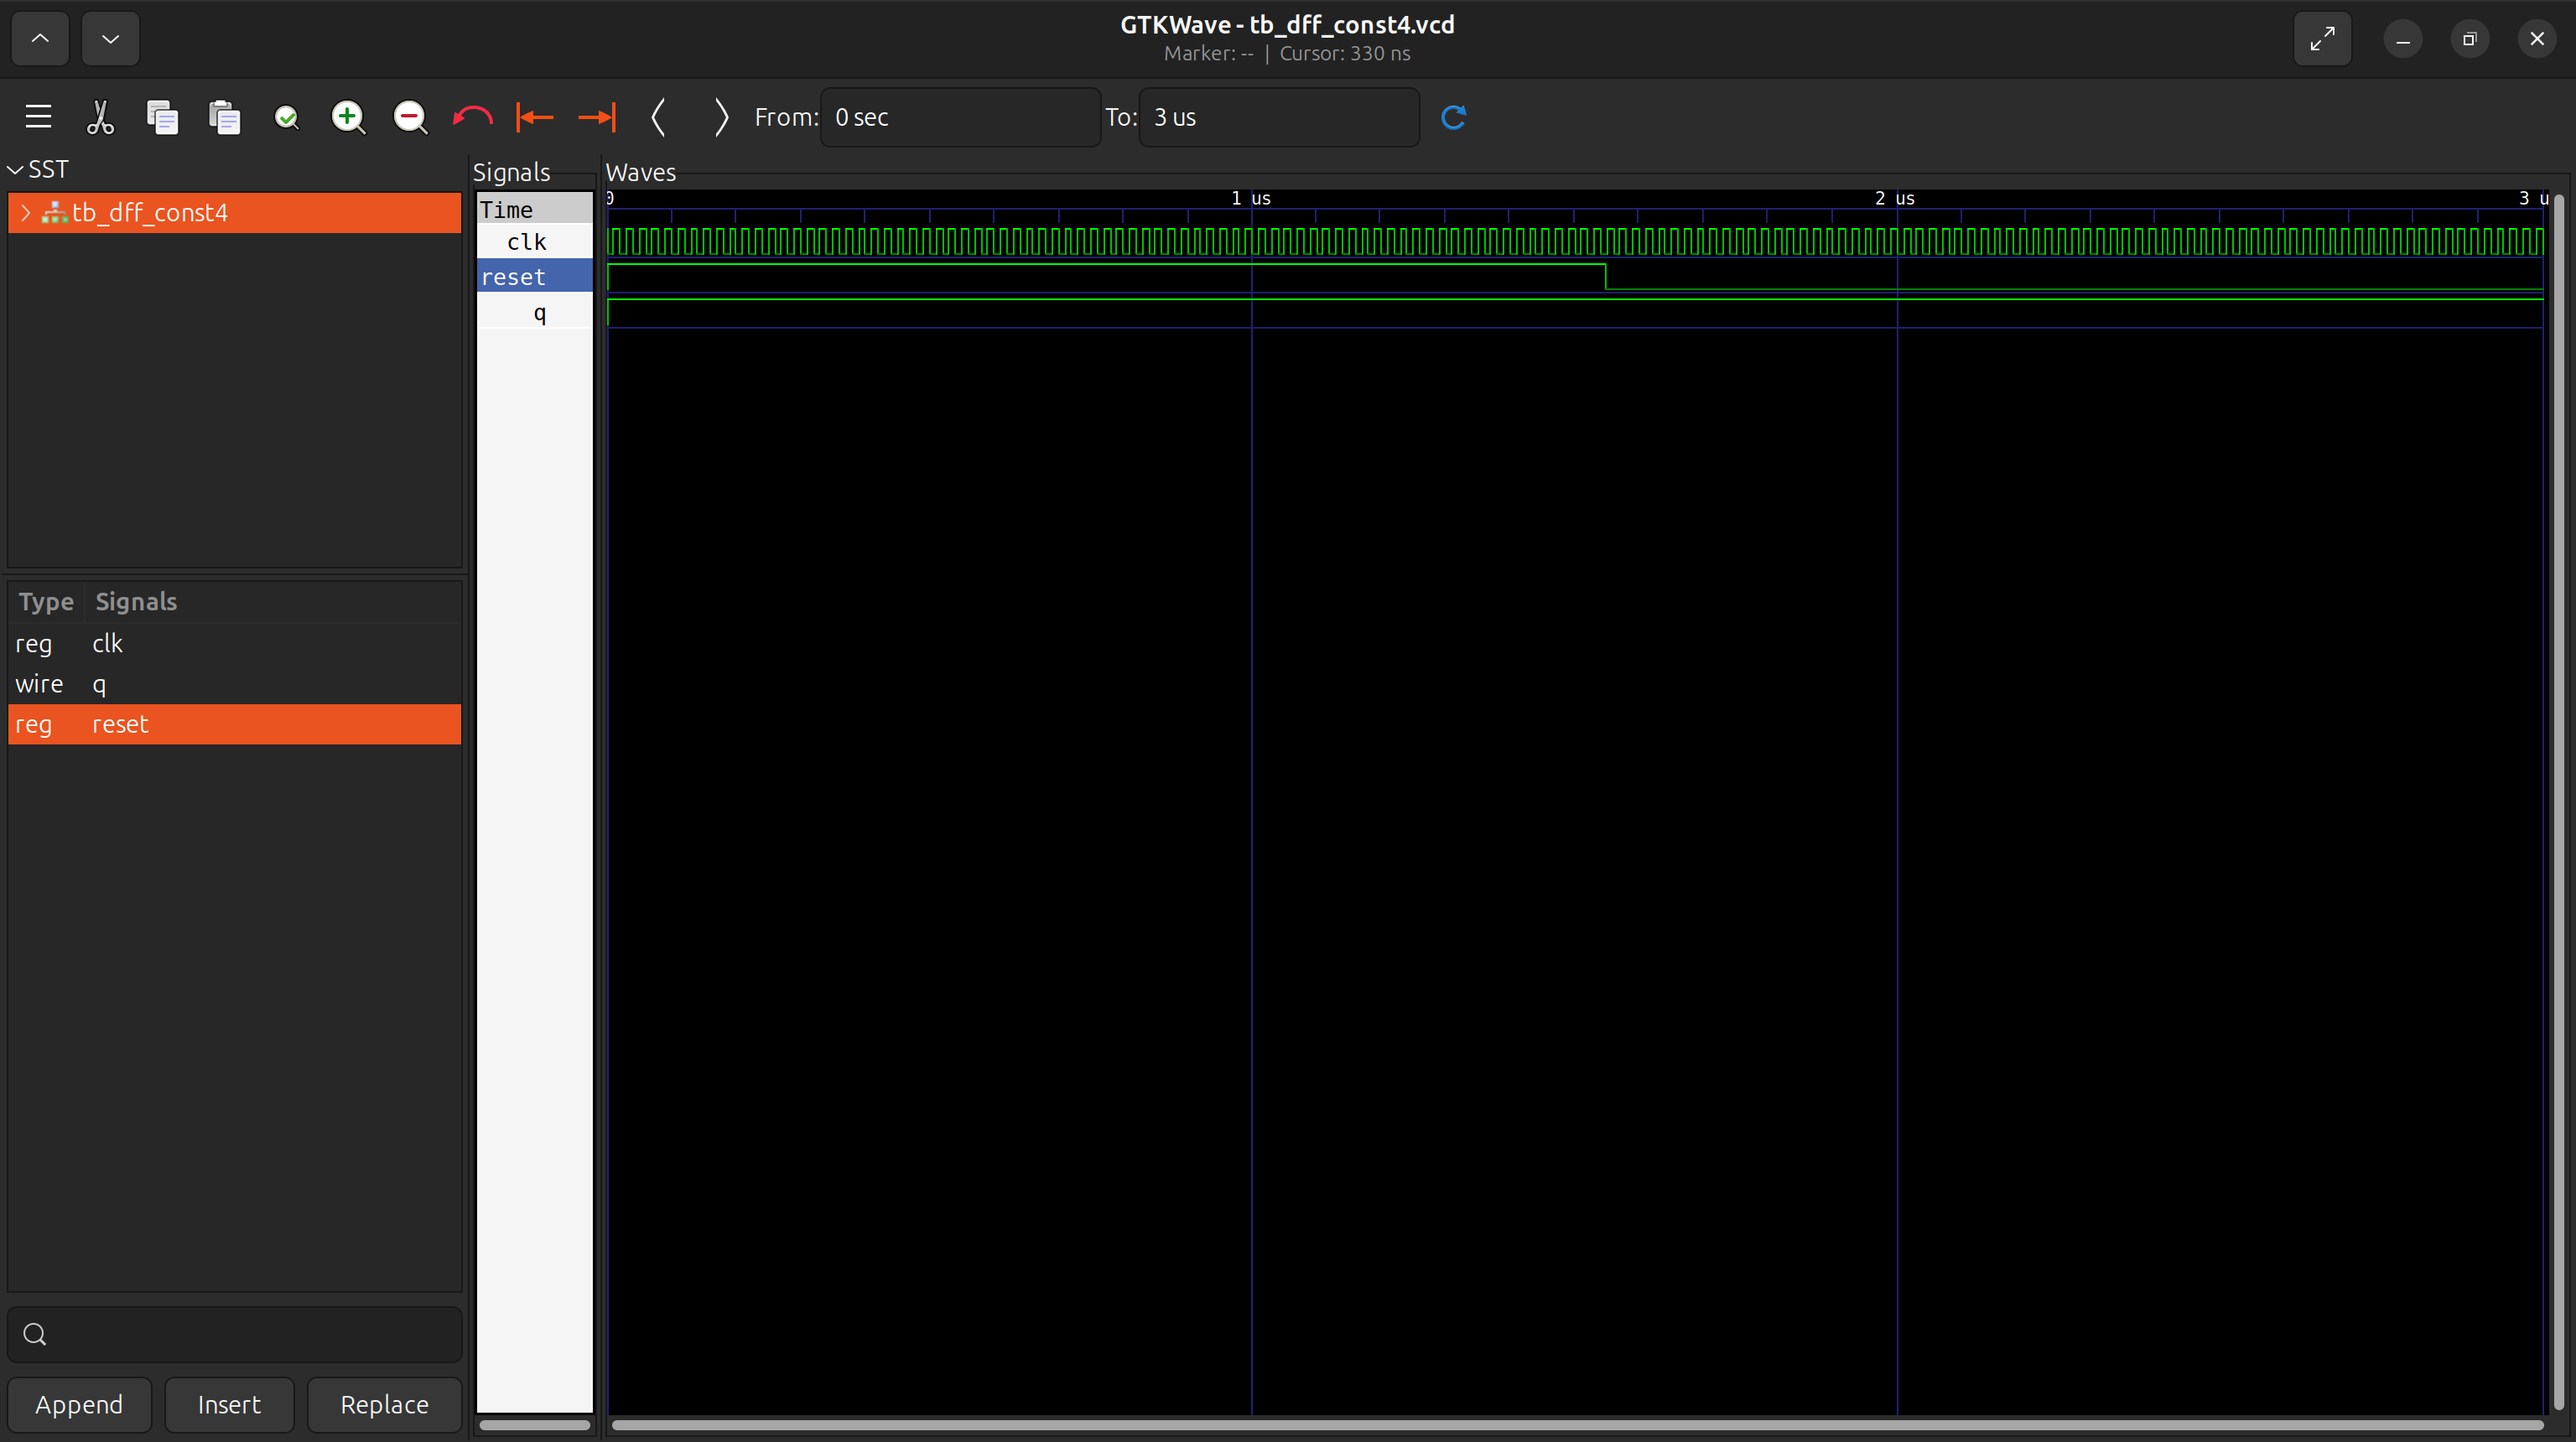 GTKWave - tb_dff_const4.vcd
Marker: -- | Cursor: 330 ns
From: 0 sec To: 3 us
SST
tb_dff_const4
Type Signals
reg clk
wire q
reg reset
Append Insert Replace
Signals
Time
clk
reset
q
Waves
0 1 us 2 us 3 u